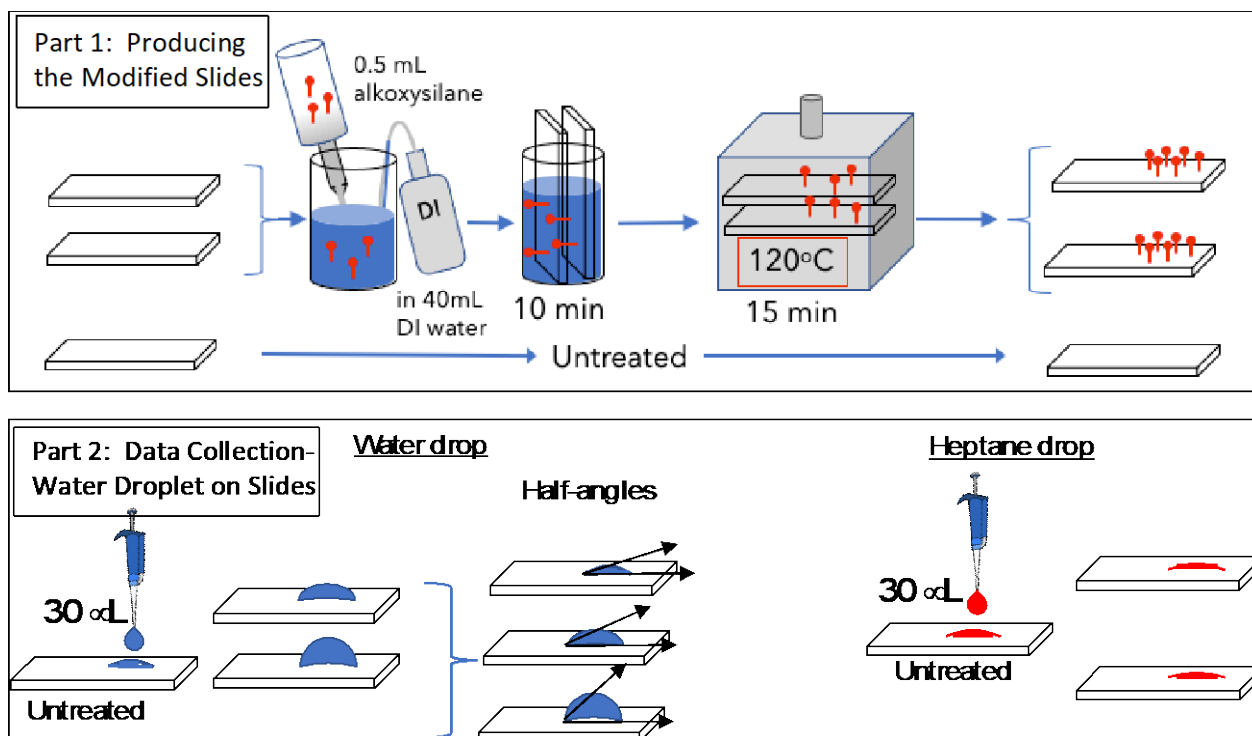 Part 1: Producing
the Modified Slides
0.5 mL
alkoxysilane
DI
in 40mL
DI water
10 min
120°C
15 min
Untreated
Part 2: Data Collection-
Water Droplet on Slides
Water drop
Half-angles
30 ∝L
Untreated
Heptane drop
30 ∝L
Untreated